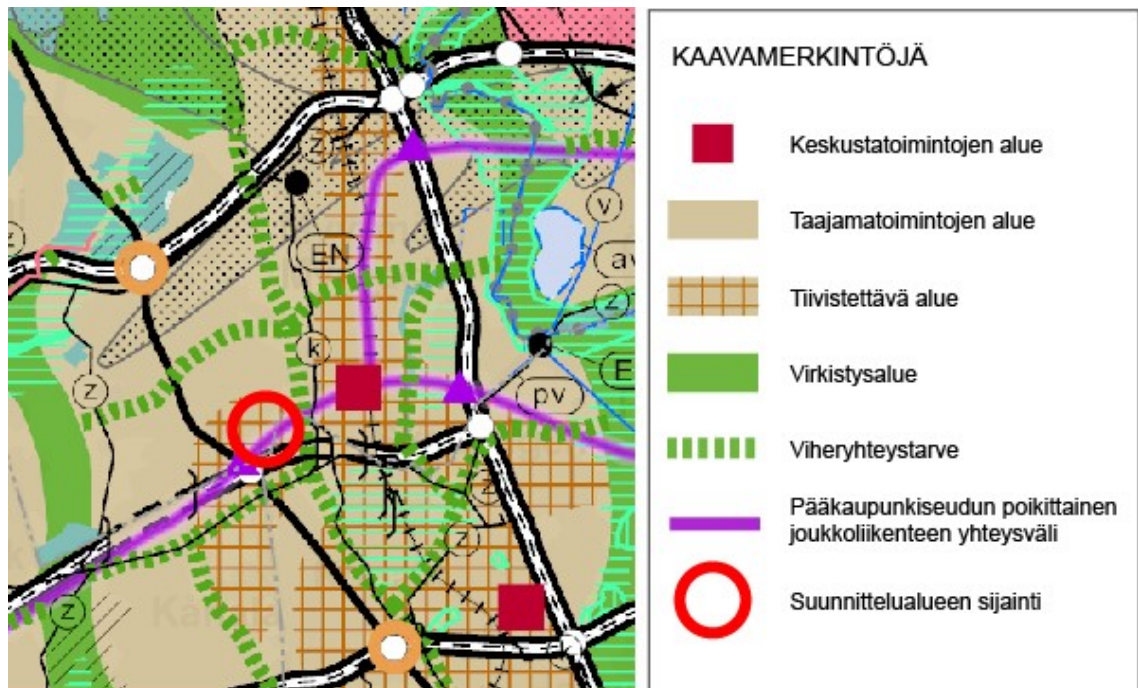 KAAVAMERKINTÖJÄ
Keskustatoimintojen alue
Taajamatoimintojen alue
Tiivistettävä alue
Virkistysalue
Viheryhteystarve
Pääkaupunkiseudun poikittainen
joukkoliikenteen yhteysväli
Suunnittelualueen sijainti
z
v
EN
av
z
k
E
pv
z
z
z
z